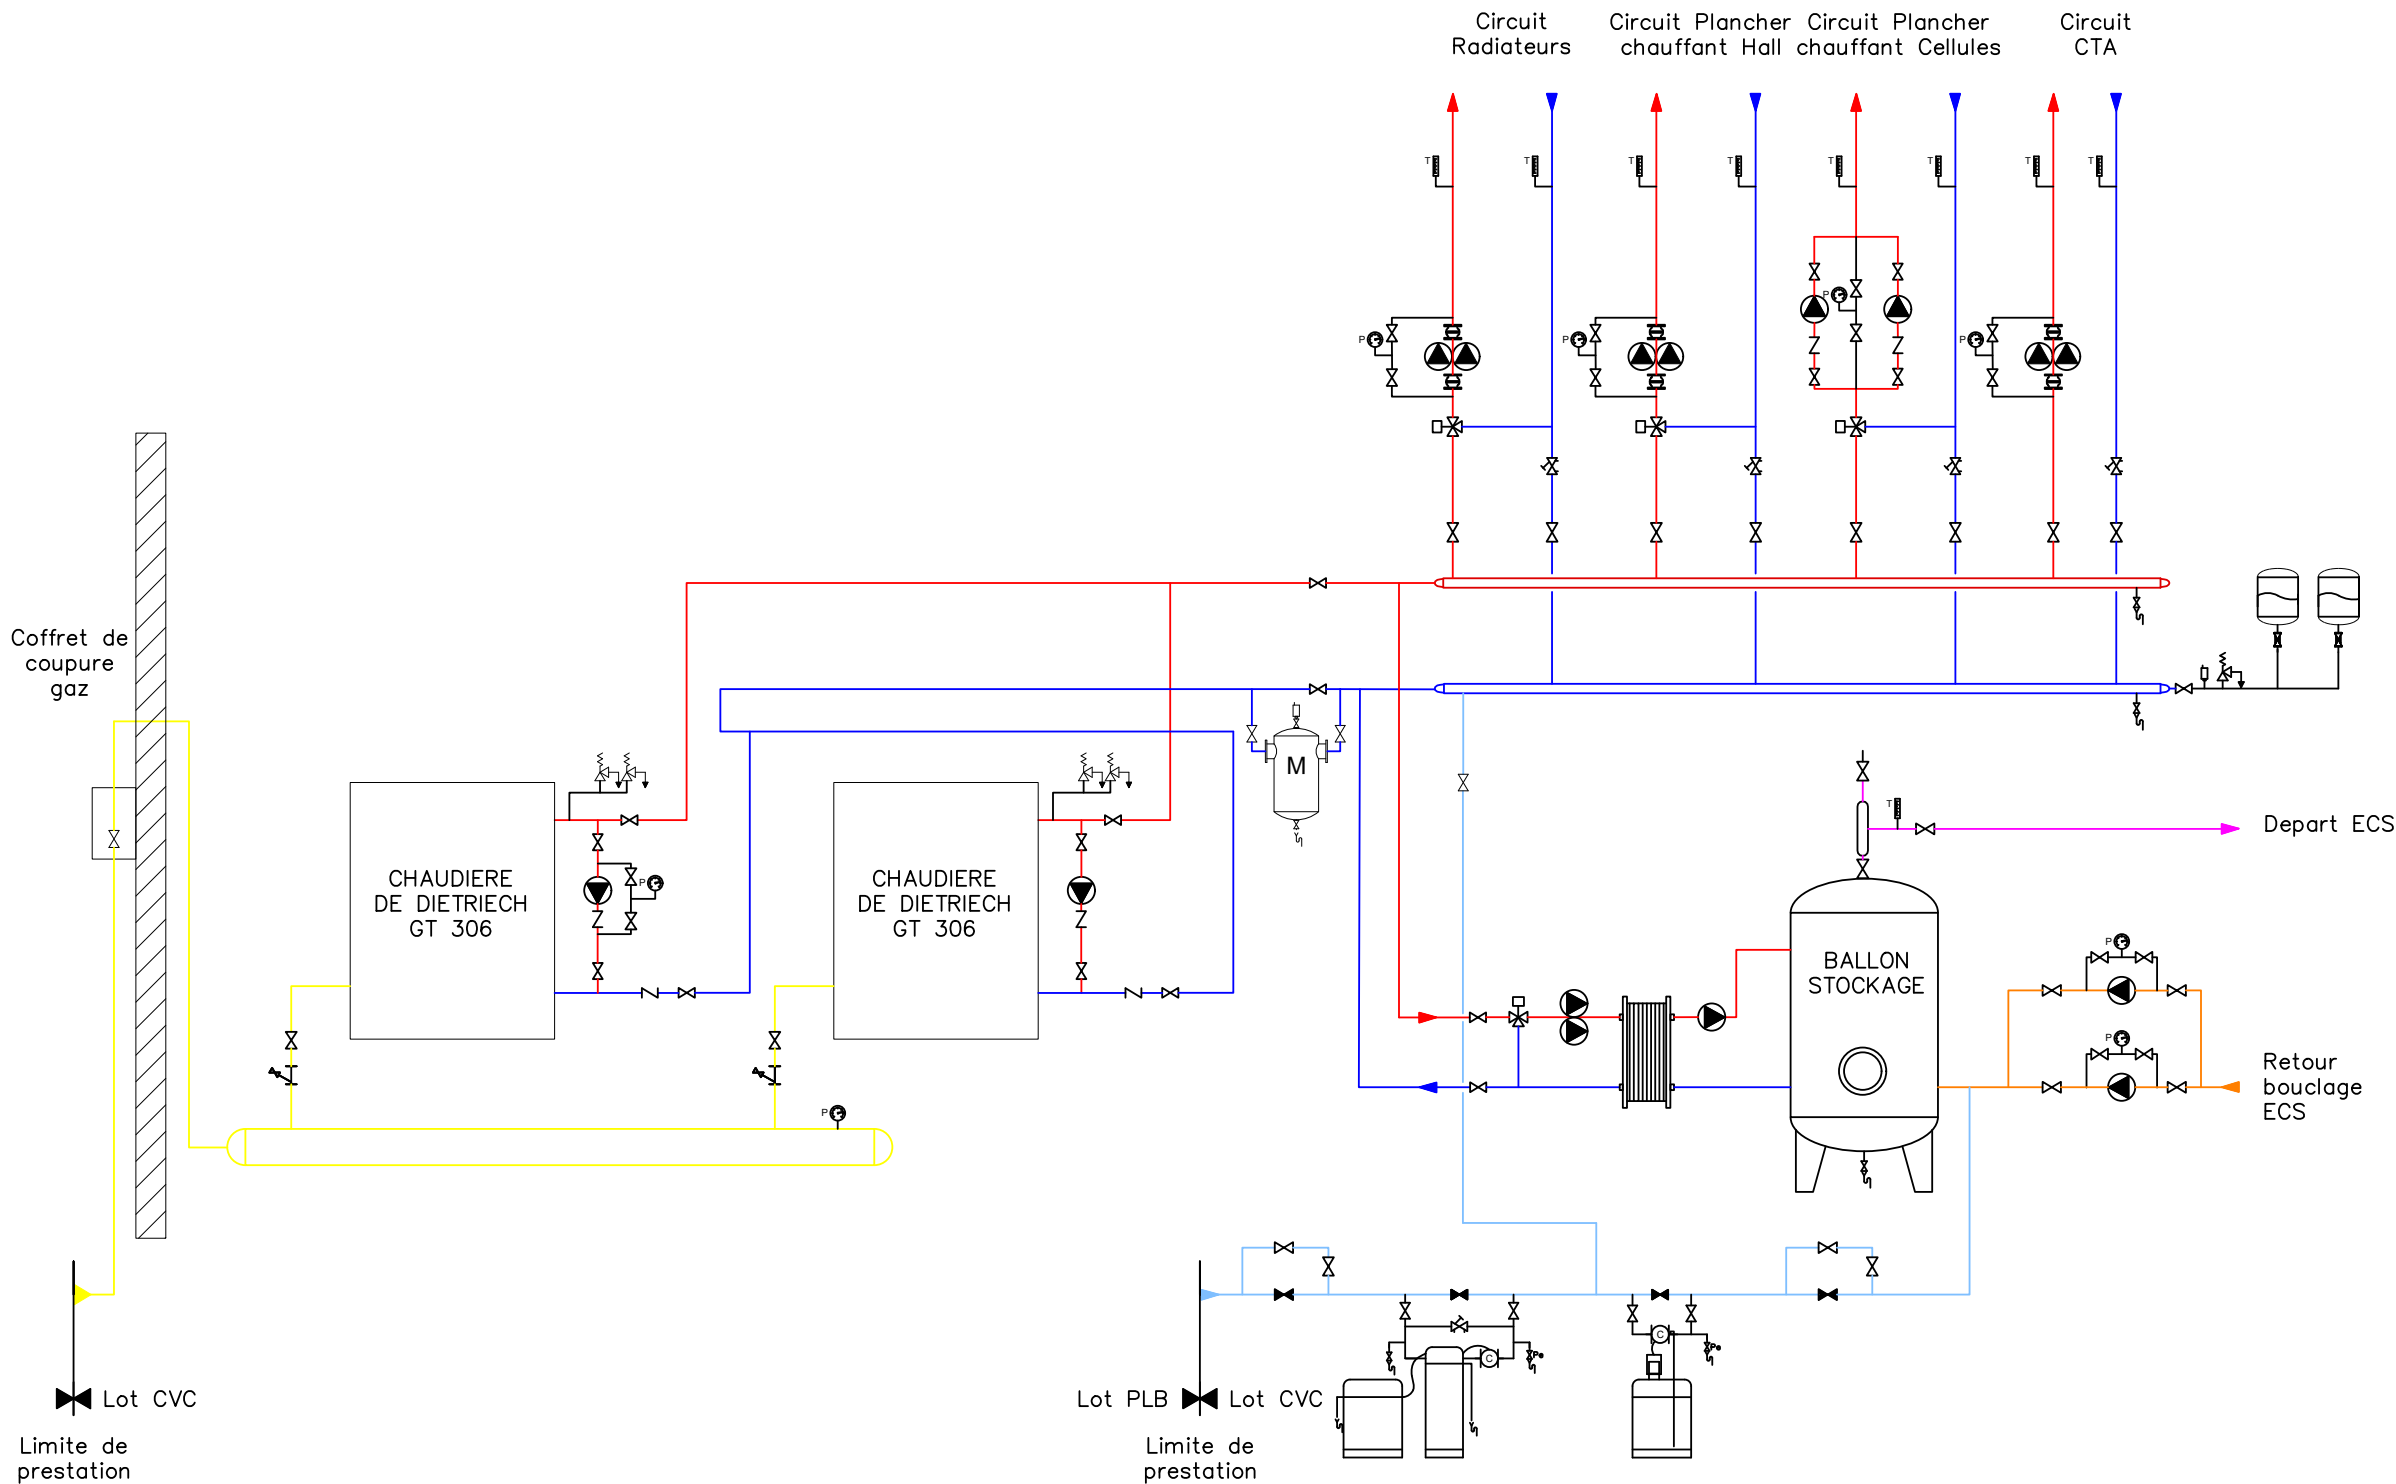 Circuit
Radiateurs
Circuit Plancher
chauffant Hall
Circuit Plancher
chauffant Cellules
Circuit
CTA
T
T
T
T
T
T
T
T
P
P
P
P
Coffret de
coupure
gaz
M
CHAUDIERE
DE DIETRIECH
GT 306
P
CHAUDIERE
DE DIETRIECH
GT 306
P
T
Depart ECS
BALLON
STOCKAGE
P
P
Retour
bouclage
ECS
C
C
Pe
Pe
Lot CVC
Limite de
prestation
Lot PLB
Lot CVC
Limite de
prestation